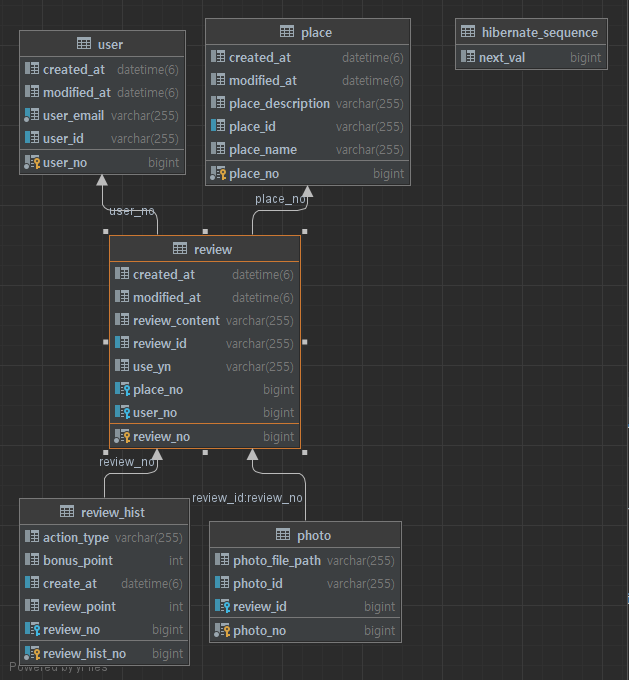 user
created_at datetime(6)
modified_at datetime(6)
user_email varchar(255)
user_id varchar(255)
user_no bigint
place
created_at datetime(6)
modified_at datetime(6)
place_description varchar(255)
place_id varchar(255)
place_name varchar(255)
place_no bigint
hibernate_sequence
next_val bigint
user_no
place_no
review
created_at datetime(6)
modified_at datetime(6)
review_content varchar(255)
review_id varchar(255)
use_yn varchar(255)
place_no bigint
user_no bigint
review_no bigint
review_no
review_id:review_no
review_hist
action_type varchar(255)
bonus_point int
create_at datetime(6)
review_point int
review_no bigint
review_hist_no bigint
photo
photo_file_path varchar(255)
photo_id varchar(255)
review_id bigint
photo_no bigint
Powered by yFiles